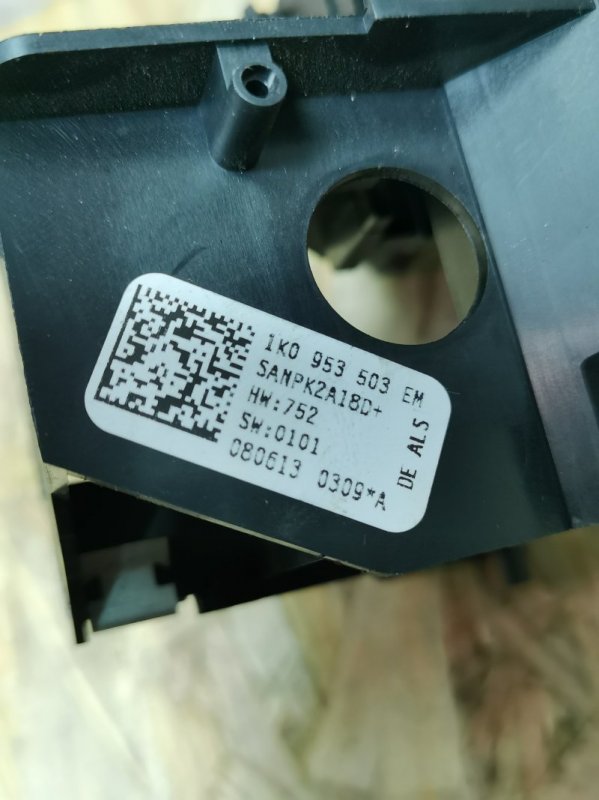 1K0 953 503 EM
SANPK2A18D+
HW:752
SW:0101
080613 0309*A
DE ALS